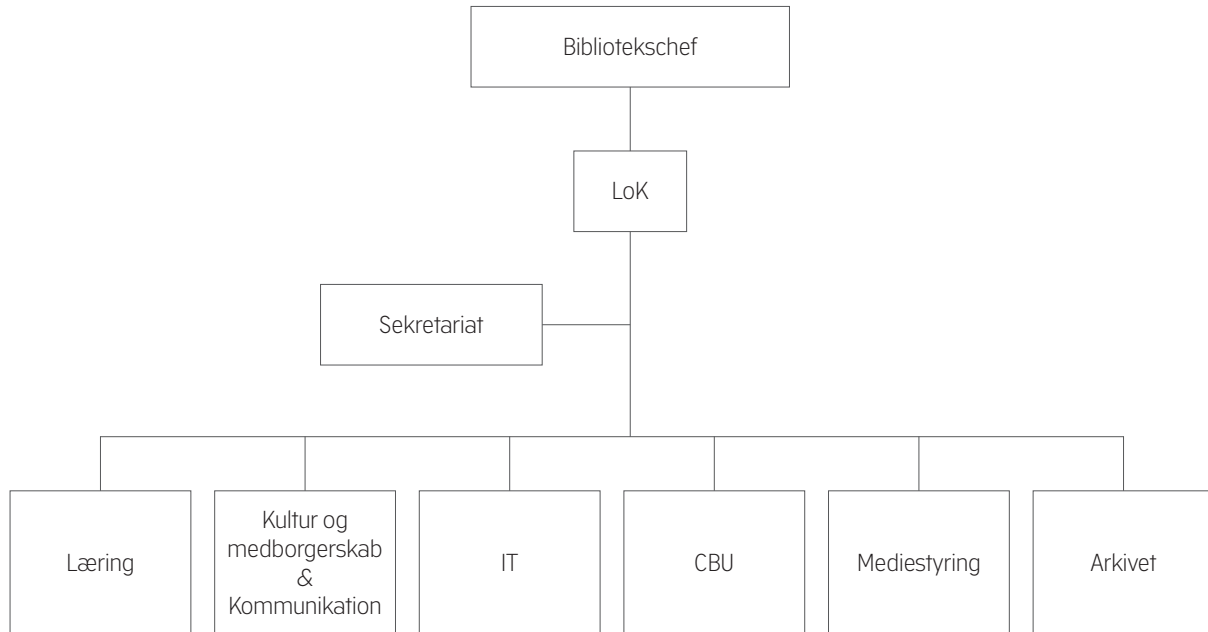 Bibliotekschef
LoK
Sekretariat
Læring
Kultur og
medborgerskab
&
Kommunikation
IT
CBU
Mediestyring
Arkivet